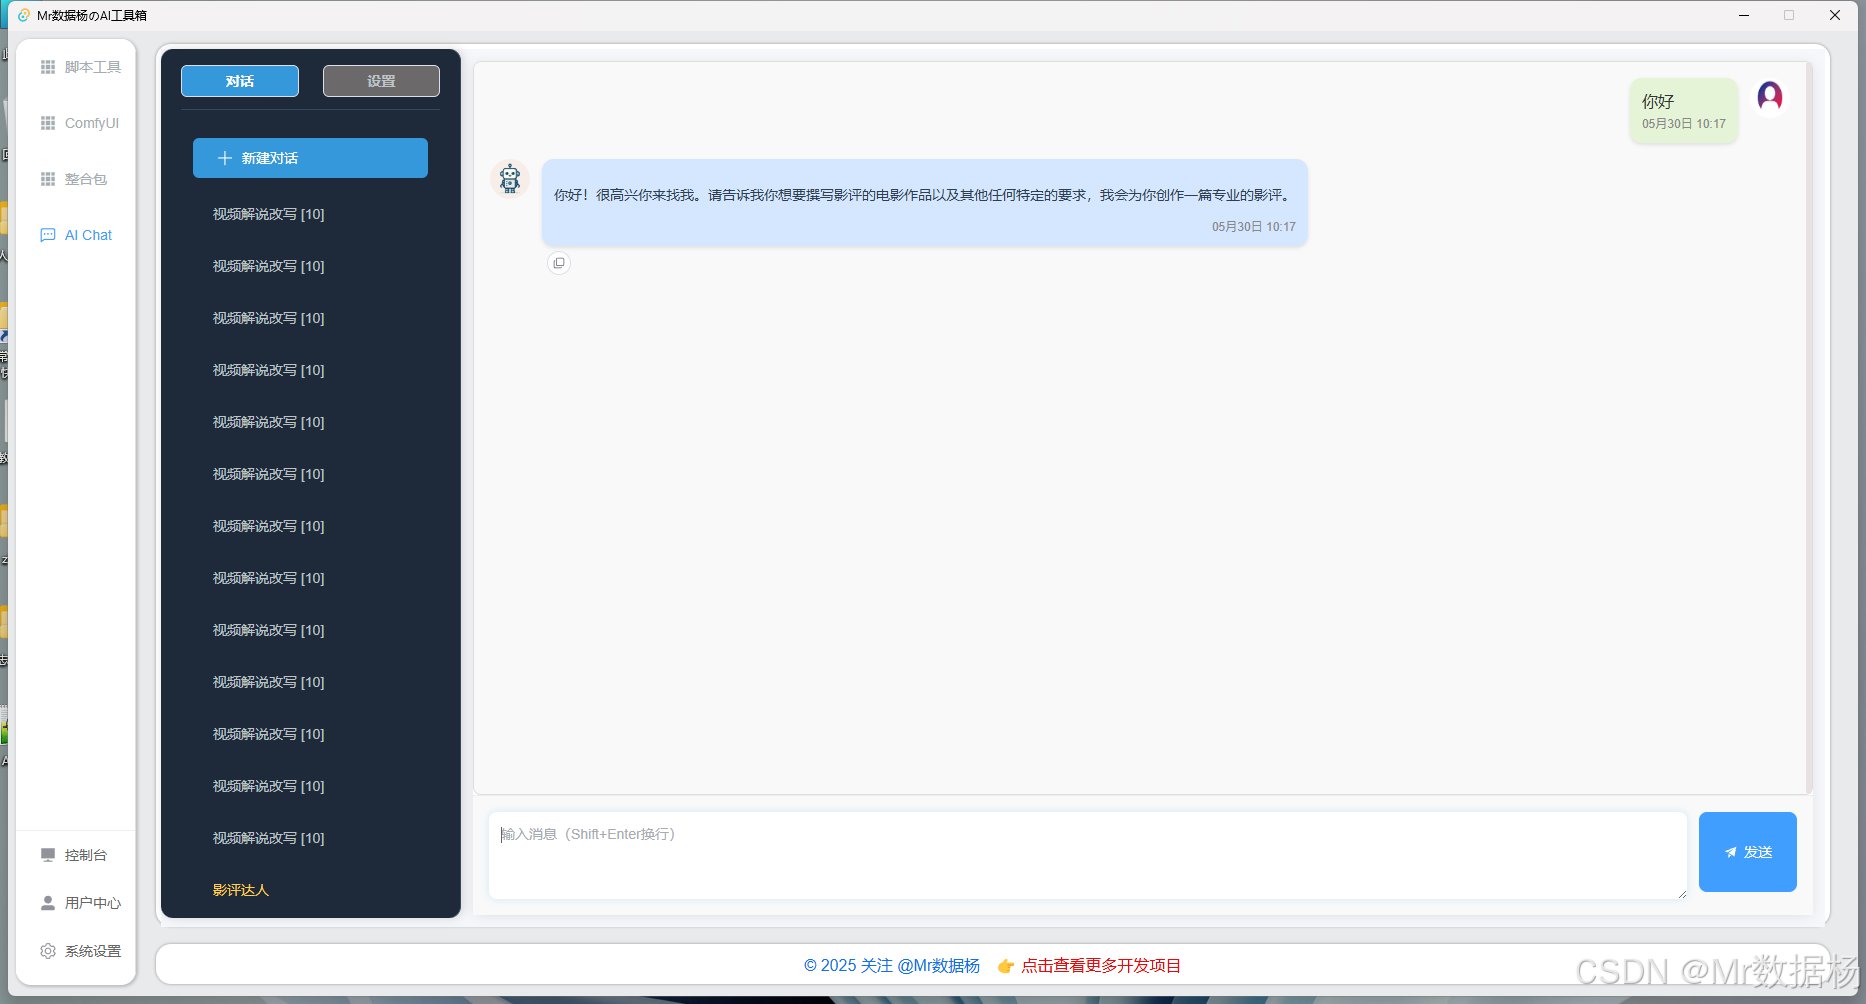 Mr数据杨のAI工具箱
脚本工具
ComfyUI
整合包
AI Chat
控制台
用户中心
系统设置
对话
设置
新建对话
视频解说改写 [10]
视频解说改写 [10]
视频解说改写 [10]
视频解说改写 [10]
视频解说改写 [10]
视频解说改写 [10]
视频解说改写 [10]
视频解说改写 [10]
视频解说改写 [10]
视频解说改写 [10]
视频解说改写 [10]
视频解说改写 [10]
视频解说改写 [10]
影评达人
你好
05月30日 10:17
你好！很高兴你来找我。请告诉我你想要撰写影评的电影作品以及其他任何特定的要求，我会为你创作一篇专业的影评。
05月30日 10:17
输入消息（Shift+Enter换行）
发送
© 2025 关注 @Mr数据杨 👉 点击查看更多开发项目
CSDN @Mr数据杨